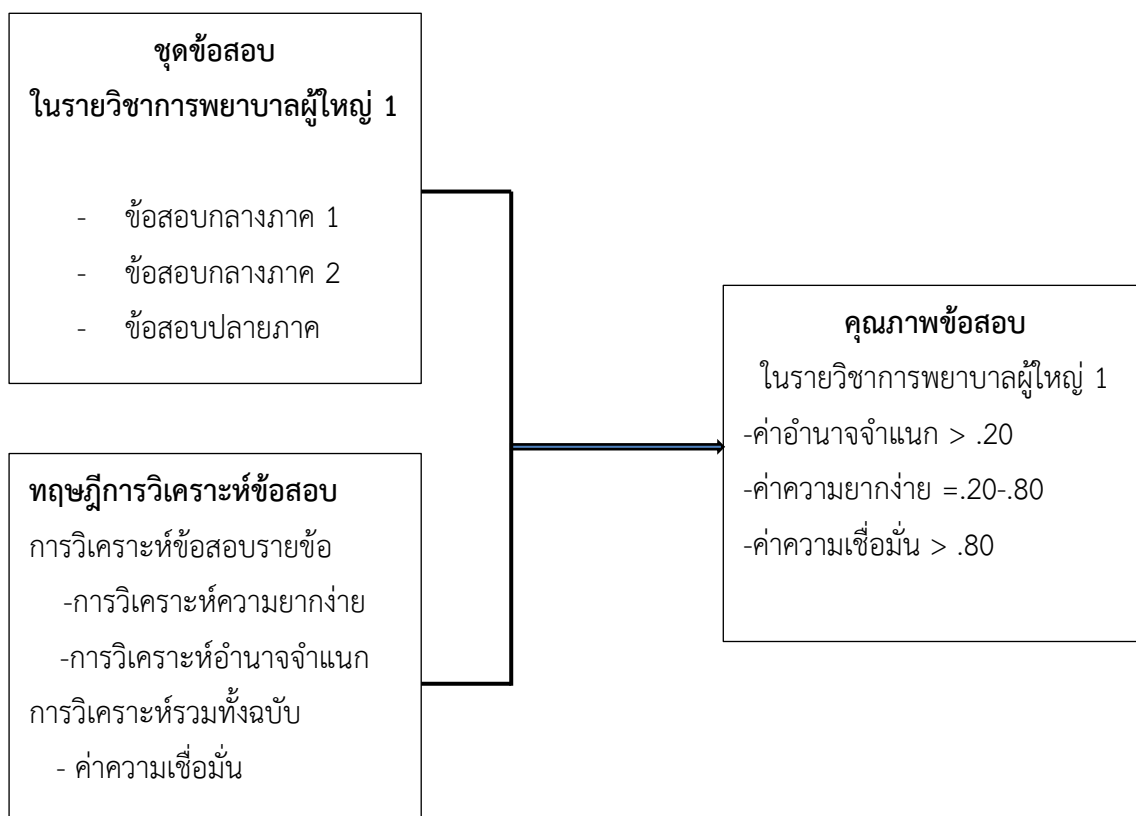 ชุดข้อสอบ
ในรายวิชาการพยาบาลผู้ใหญ่ 1
- ข้อสอบกลางภาค 1
- ข้อสอบกลางภาค 2
- ข้อสอบปลายภาค
ทฤษฎีการวิเคราะห์ข้อสอบ
การวิเคราะห์ข้อสอบรายข้อ
-การวิเคราะห์ความยากง่าย
-การวิเคราะห์อำนาจจำแนก
การวิเคราะห์รวมทั้งฉบับ
- ค่าความเชื่อมั่น
คุณภาพข้อสอบ
ในรายวิชาการพยาบาลผู้ใหญ่ 1
-ค่าอำนาจจำแนก > .20
-ค่าความยากง่าย =.20-.80
-ค่าความเชื่อมั่น > .80